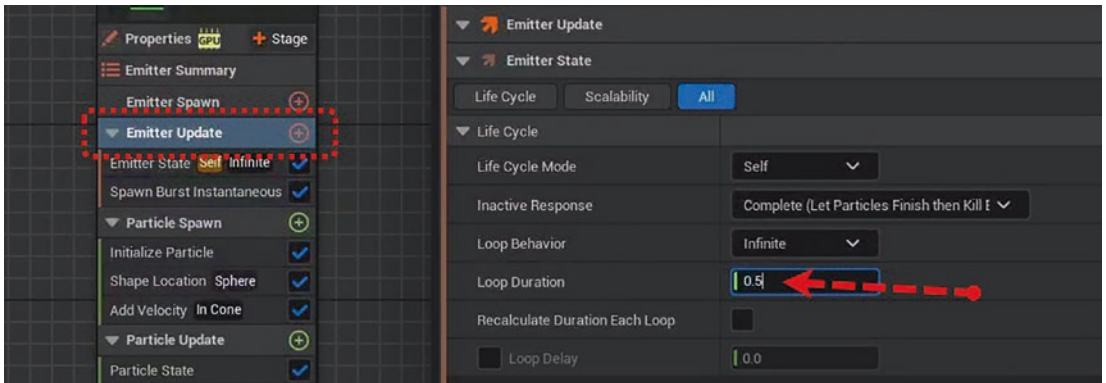 Properties GPU Stage
Emitter Summary
Emitter Spawn
Emitter Update
Emitter State Self Infinite
Spawn Burst Instantaneous
Particle Spawn
Initialize Particle
Shape Location Sphere
Add Velocity In Cone
Particle Update
Particle State
Emitter Update
Emitter State
Life Cycle Scalability All
Life Cycle
Life Cycle Mode Self
Inactive Response Complete (Let Particles Finish then Kill E
Loop Behavior Infinite
Loop Duration 0.5
Recalculate Duration Each Loop
Loop Delay 0.0